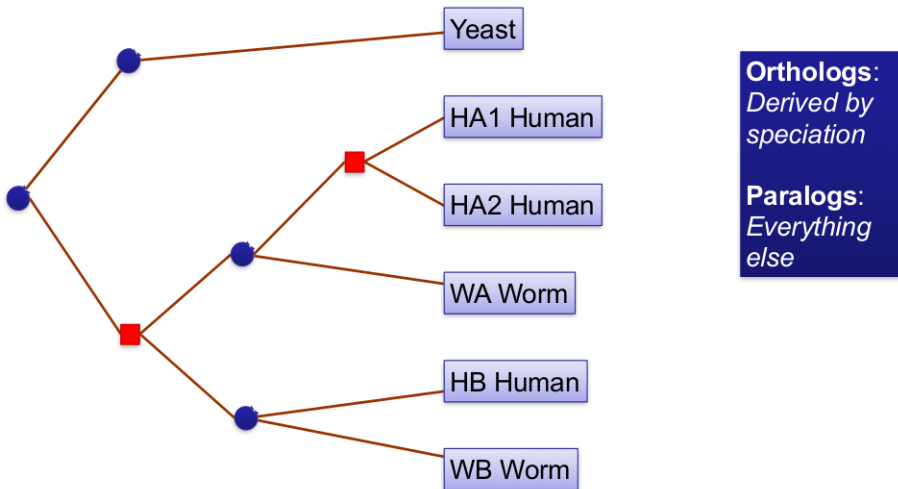 Yeast
HA1 Human
HA2 Human
WA Worm
HB Human
WB Worm
Orthologs:
Derived by
speciation
Paralogs:
Everything
else